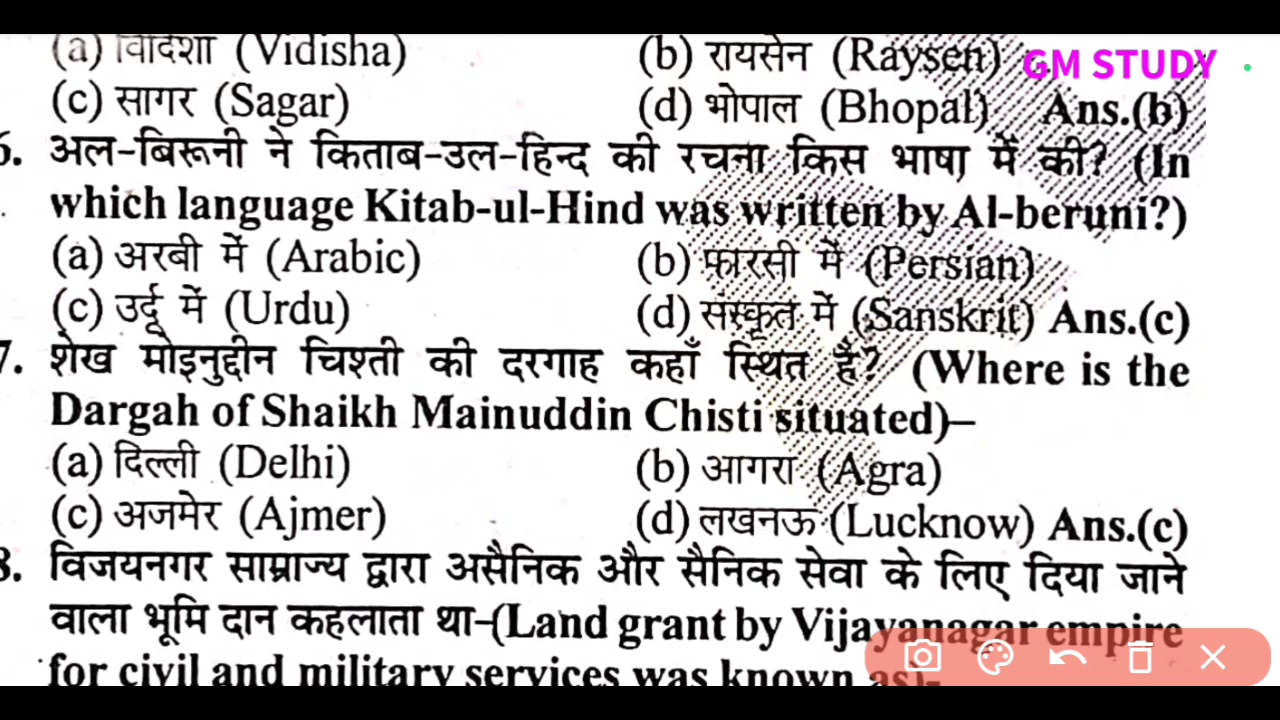 (a) विदिशा (Vidisha) (b) रायसेन (Raysen) GM STUDY
(c) सागर (Sagar) (d) भोपाल (Bhopal) Ans.(b)
6. अल-बिरूनी ने किताब-उल-हिन्द की रचना किस भाषा में की? (In
which language Kitab-ul-Hind was written by Al-beruni?)
(a) अरबी में (Arabic) (b) फ़ारसी में (Persian)
(c) उर्दू में (Urdu) (d) संस्कृत में (Sanskrit) Ans.(c)
7. शेख मोइनुद्दीन चिश्ती की दरगाह कहाँ स्थित है? (Where is the
Dargah of Shaikh Mainuddin Chisti situated)–
(a) दिल्ली (Delhi) (b) आगरा (Agra)
(c) अजमेर (Ajmer) (d) लखनऊ (Lucknow) Ans.(c)
8. विजयनगर साम्राज्य द्वारा असैनिक और सैनिक सेवा के लिए दिया जाने
वाला भूमि दान कहलाता था-(Land grant by Vijayanagar empire
for civil and military services was known as)-